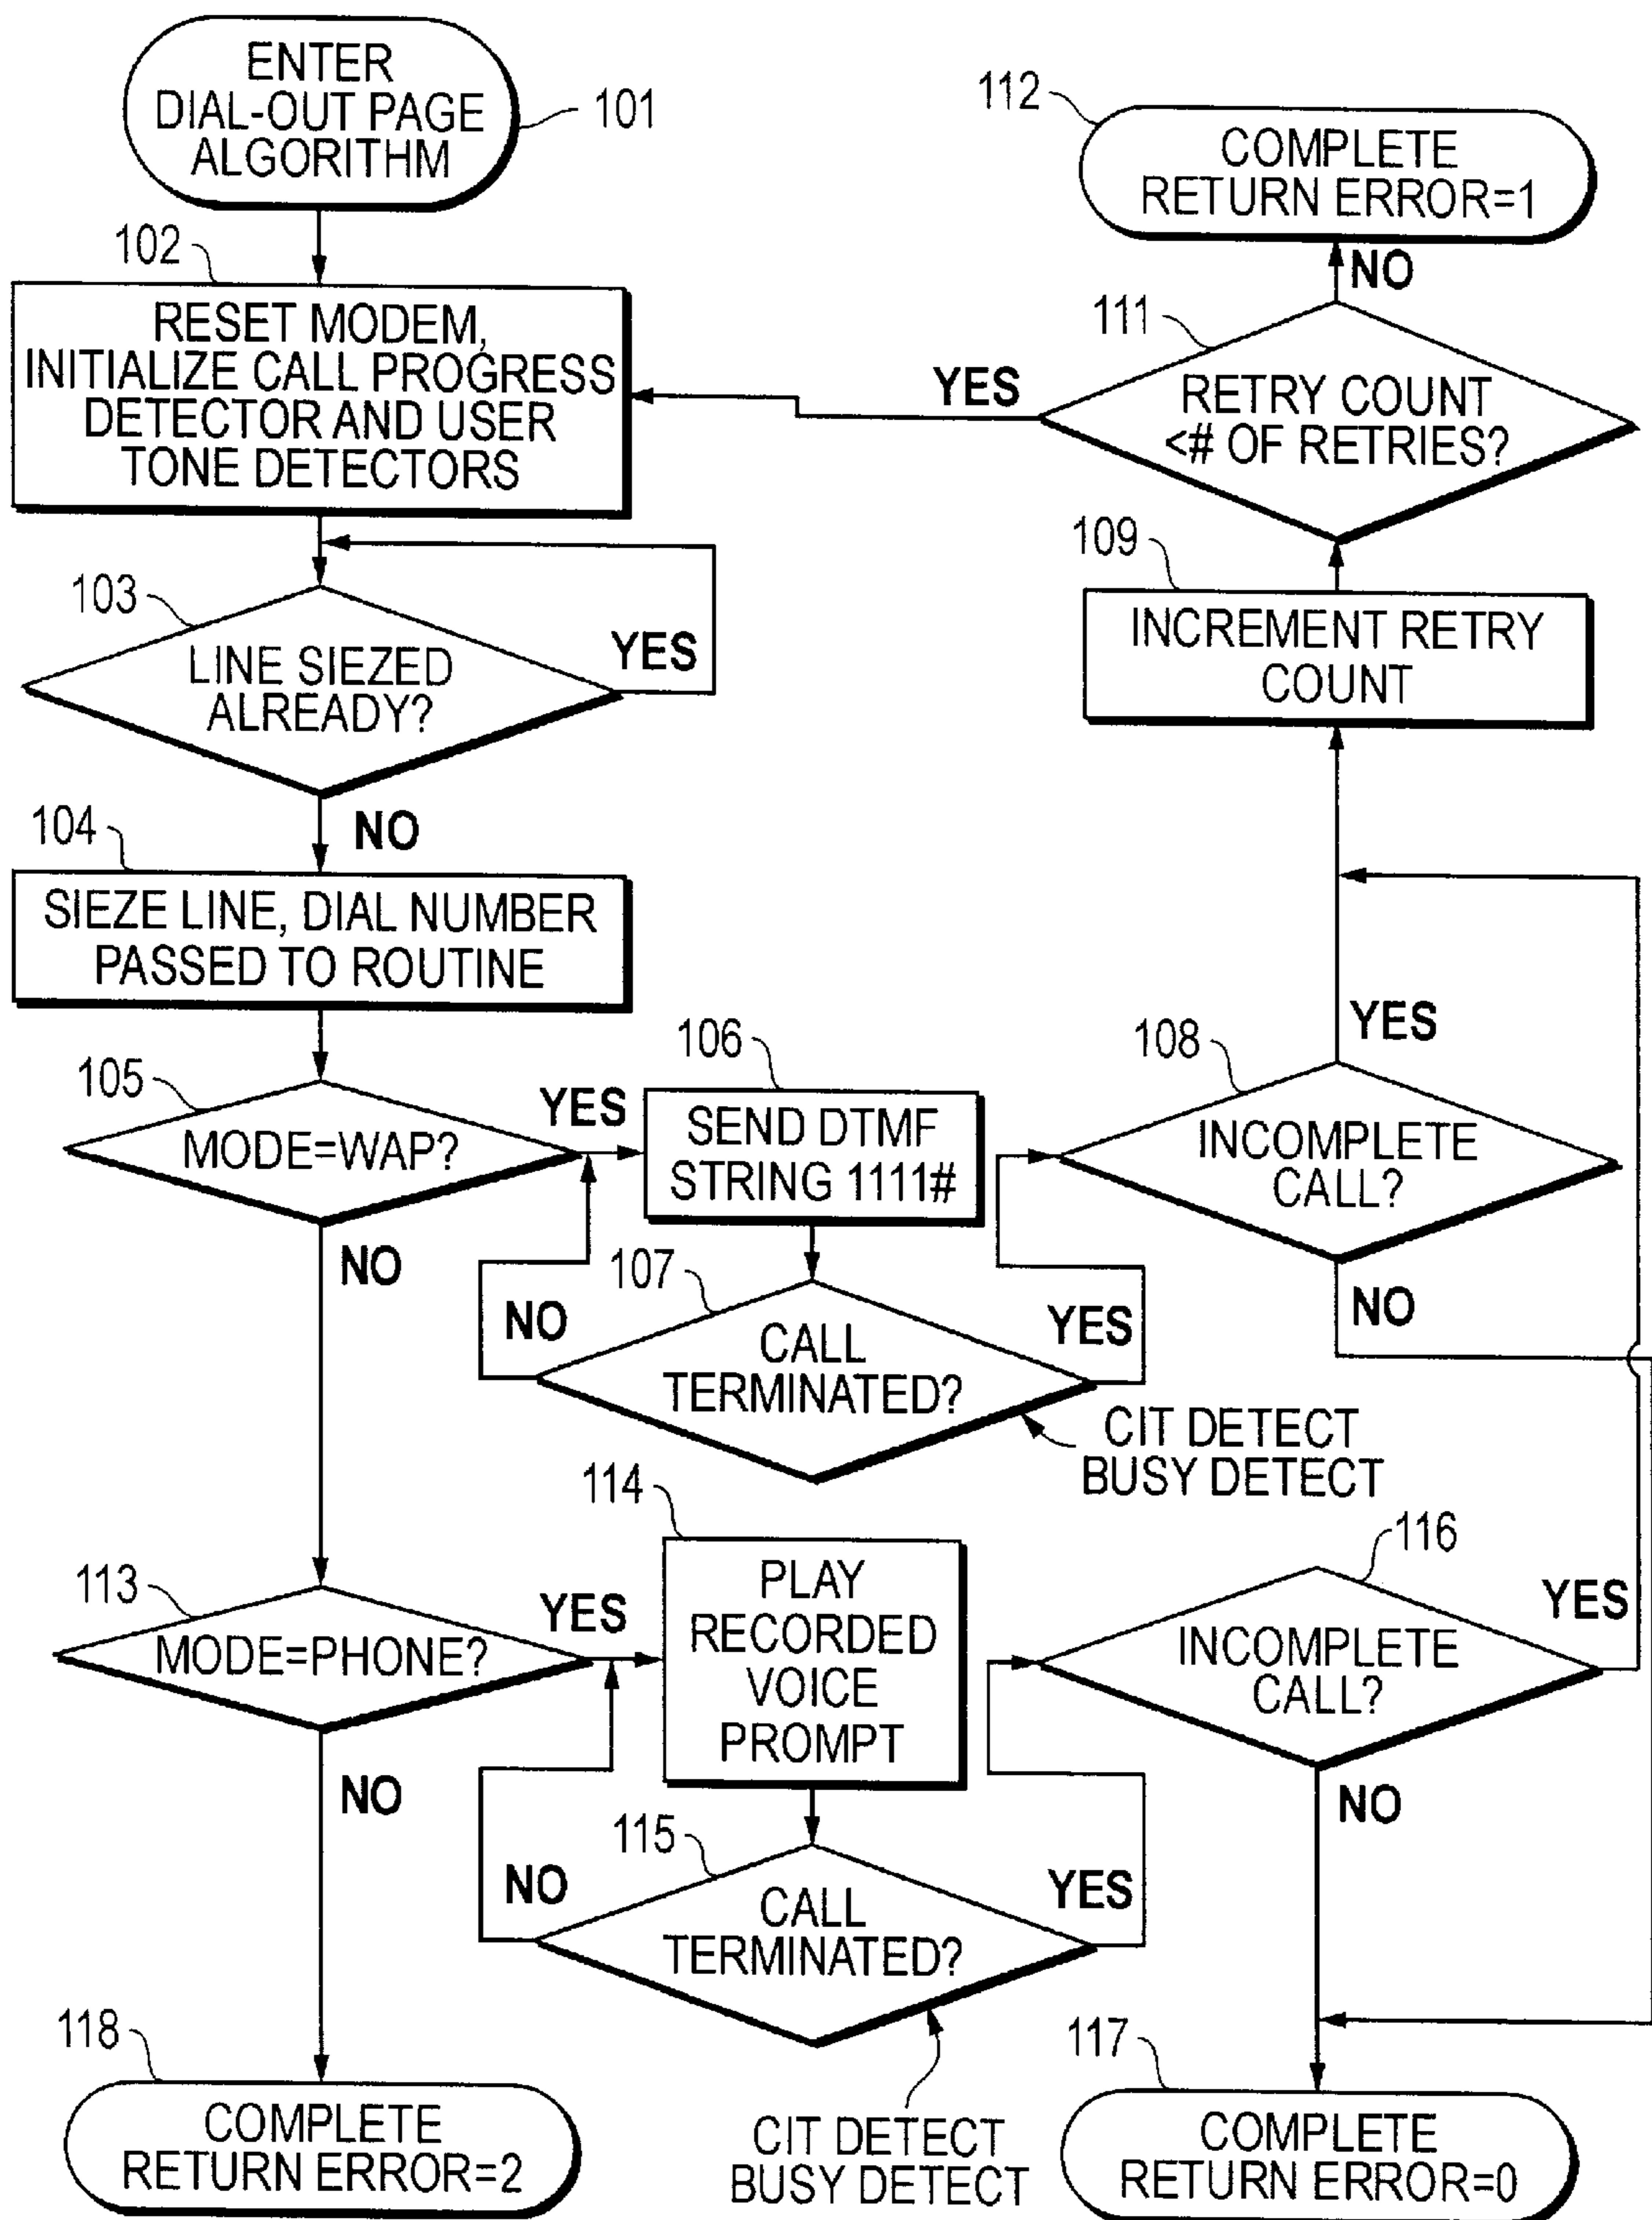 ENTER
DIAL-OUT PAGE
ALGORITHM
101
102
RESET MODEM,
INITIALIZE CALL PROGRESS
DETECTOR AND USER
TONE DETECTORS
103
LINE SIEZED
ALREADY?
YES
NO
104
SIEZE LINE, DIAL NUMBER
PASSED TO ROUTINE
105
MODE=WAP?
YES
NO
106
SEND DTMF
STRING 1111#
107
CALL
TERMINATED?
NO
YES
CIT DETECT
BUSY DETECT
108
INCOMPLETE
CALL?
YES
NO
109
INCREMENT RETRY
COUNT
111
RETRY COUNT
<# OF RETRIES?
YES
NO
112
COMPLETE
RETURN ERROR=1
113
MODE=PHONE?
YES
NO
114
PLAY
RECORDED
VOICE
PROMPT
115
CALL
TERMINATED?
NO
YES
CIT DETECT
BUSY DETECT
116
INCOMPLETE
CALL?
YES
NO
117
COMPLETE
RETURN ERROR=0
118
COMPLETE
RETURN ERROR=2